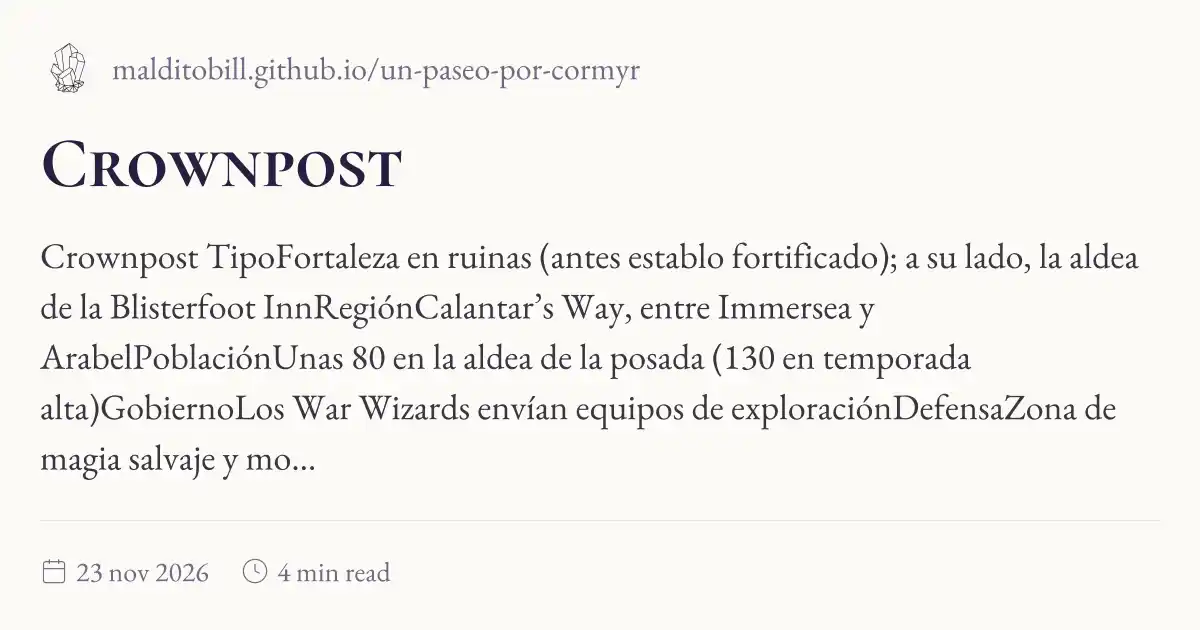 malditobill.github.io/un-paseo-por-cormyr
Crownpost
Crownpost TipoFortaleza en ruinas (antes establo fortificado); a su lado, la aldea
de la Blisterfoot InnRegiónCalantar’s Way, entre Immersea y
ArabelPoblaciónUnas 80 en la aldea de la posada (130 en temporada
alta)GobiernoLos War Wizards envían equipos de exploraciónDefensaZona de
magia salvaje y mo...
23 nov 2026
4 min read